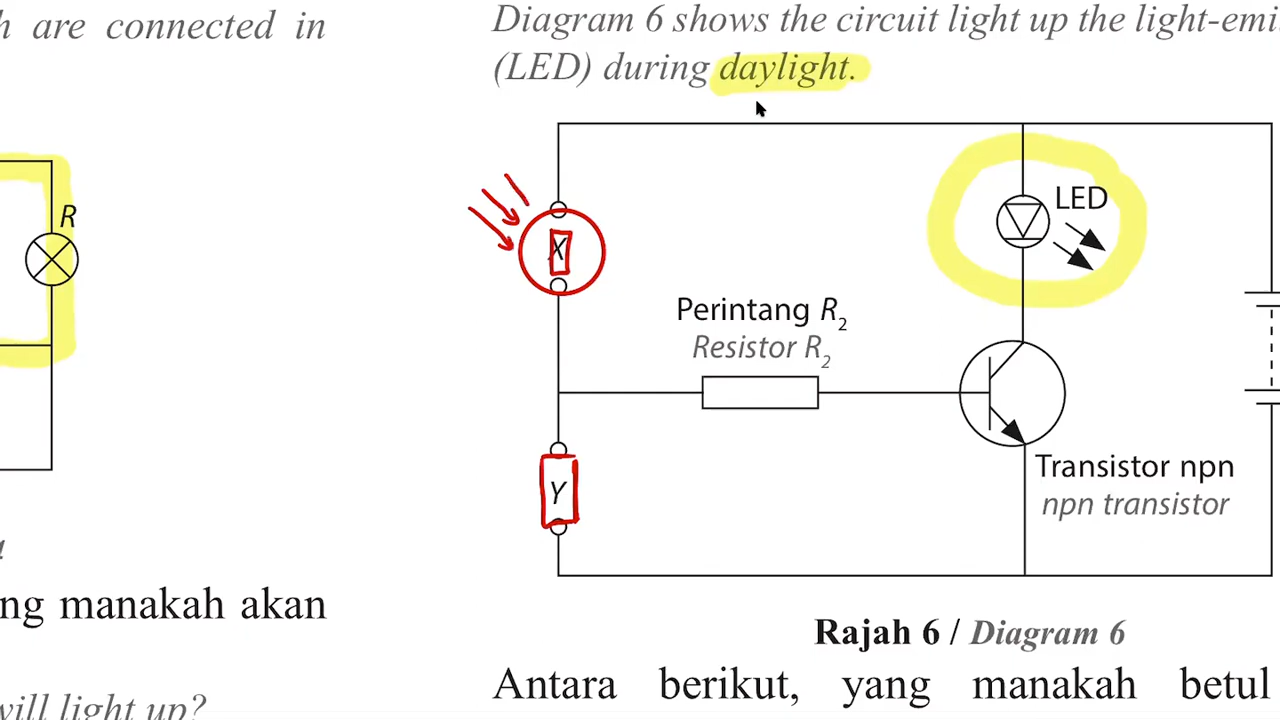 h are connected in
R
ng manakah akan
will light up?
Diagram 6 shows the circuit light up the light-emi
(LED) during daylight.
X
LED
Perintang R2
Resistor R2
Y
Transistor npn
npn transistor
Rajah 6 / Diagram 6
Antara berikut, yang manakah betul